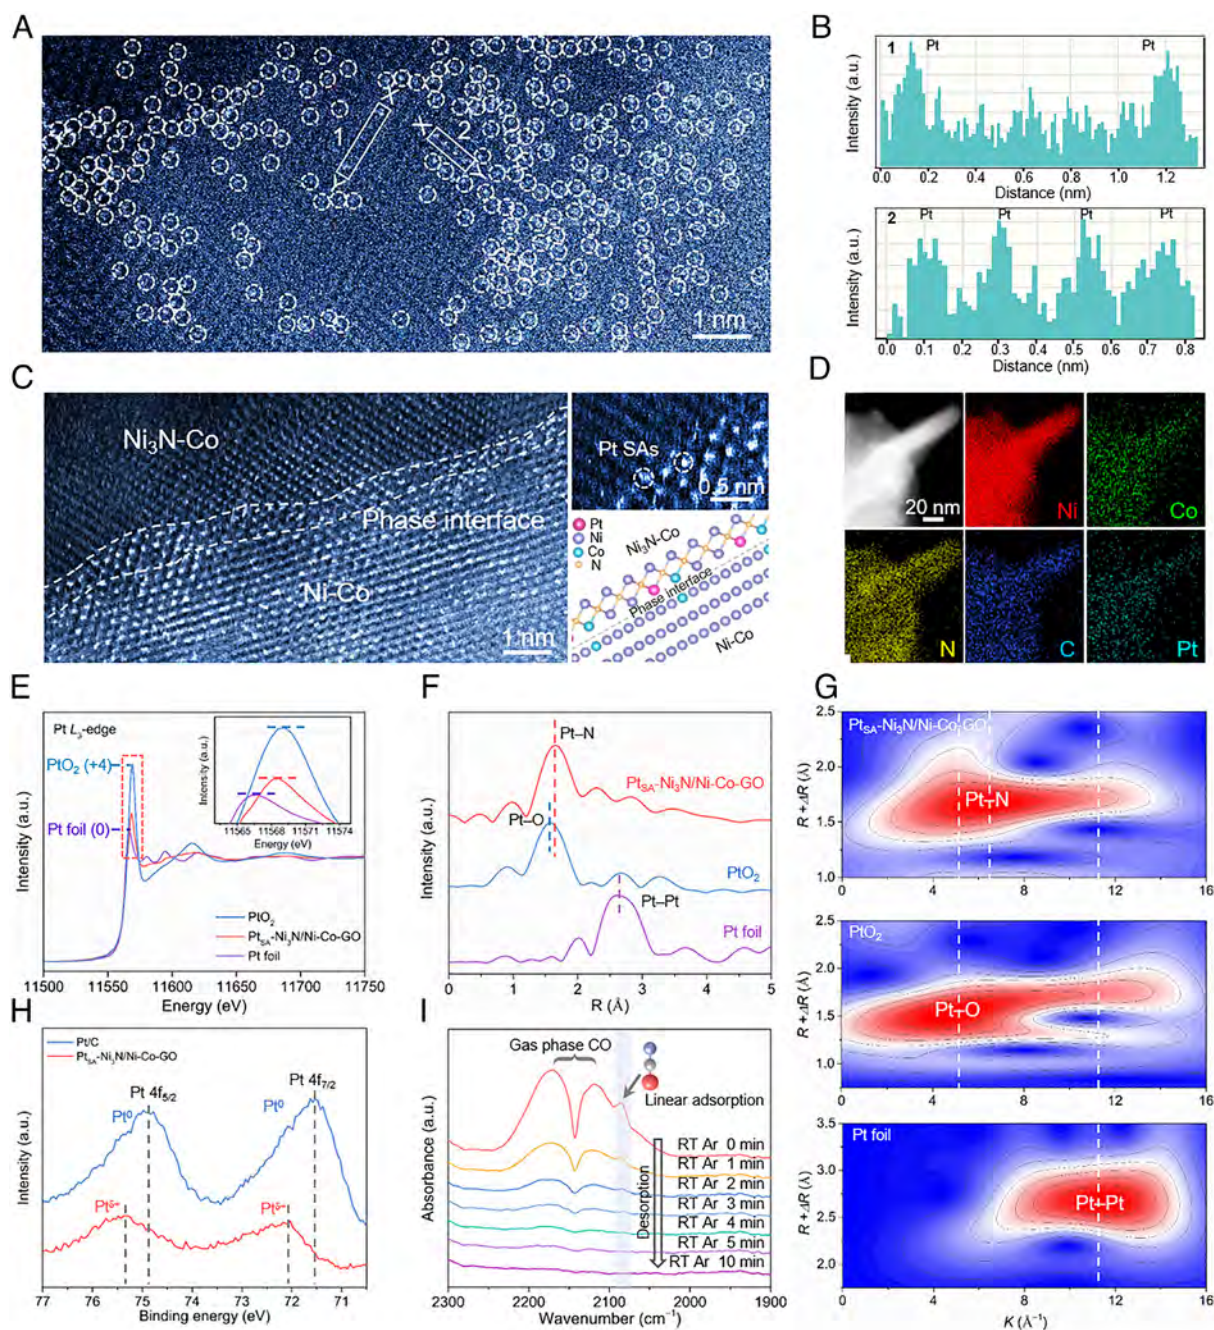 A
1
2
1 nm
B
1
Pt
Pt
Intensity (a.u.)
0.0 0.2 0.4 0.6 0.8 1.0 1.2
Distance (nm)
2
Pt
Pt
Pt
Pt
Intensity (a.u.)
0.0 0.1 0.2 0.3 0.4 0.5 0.6 0.7 0.8
Distance (nm)
C
Ni₃N-Co
Phase interface
Ni-Co
1 nm
Pt SAs
0.5 nm
Pt
Ni
Co
N
Ni₃N-Co
Phase interface
Ni-Co
D
20 nm
Ni
Co
N
C
Pt
E
Pt L₃-edge
PtO₂ (+4)
Pt foil (0)
Intensity (a.u.)
Intensity (a.u.)
11565 11568 11571 11574
Energy (eV)
PtO₂
Pt_SA-Ni₃N/Ni-Co-GO
Pt foil
11500 11550 11600 11650 11700 11750
Energy (eV)
F
Pt–N
Pt_SA-Ni₃N/Ni-Co-GO
Pt–O
PtO₂
Pt–Pt
Pt foil
Intensity (a.u.)
0 1 2 3 4 5
R (Å)
G
Pt_SA-Ni₃N/Ni-Co-GO
Pt–N
2.5
2.0
1.5
1.0
R + ΔR (Å)
0 4 8 12 16
PtO₂
Pt–O
2.5
2.0
1.5
1.0
R + ΔR (Å)
Pt foil
Pt–Pt
3.5
3.0
2.5
2.0
R + ΔR (Å)
0 4 8 12 16
K (Å⁻¹)
H
Pt/C
Pt_SA-Ni₃N/Ni-Co-GO
Pt 4f₅/₂
Pt 4f₇/₂
Pt⁰
Pt⁰
Ptᵟ⁺
Ptᵟ⁺
Intensity (a.u.)
77 76 75 74 73 72 71
Binding energy (eV)
I
Gas phase CO
Linear adsorption
RT Ar 0 min
RT Ar 1 min
RT Ar 2 min
RT Ar 3 min
RT Ar 4 min
RT Ar 5 min
RT Ar 10 min
Desorption
Absorbance (a.u.)
2300 2200 2100 2000 1900
Wavenumber (cm⁻¹)